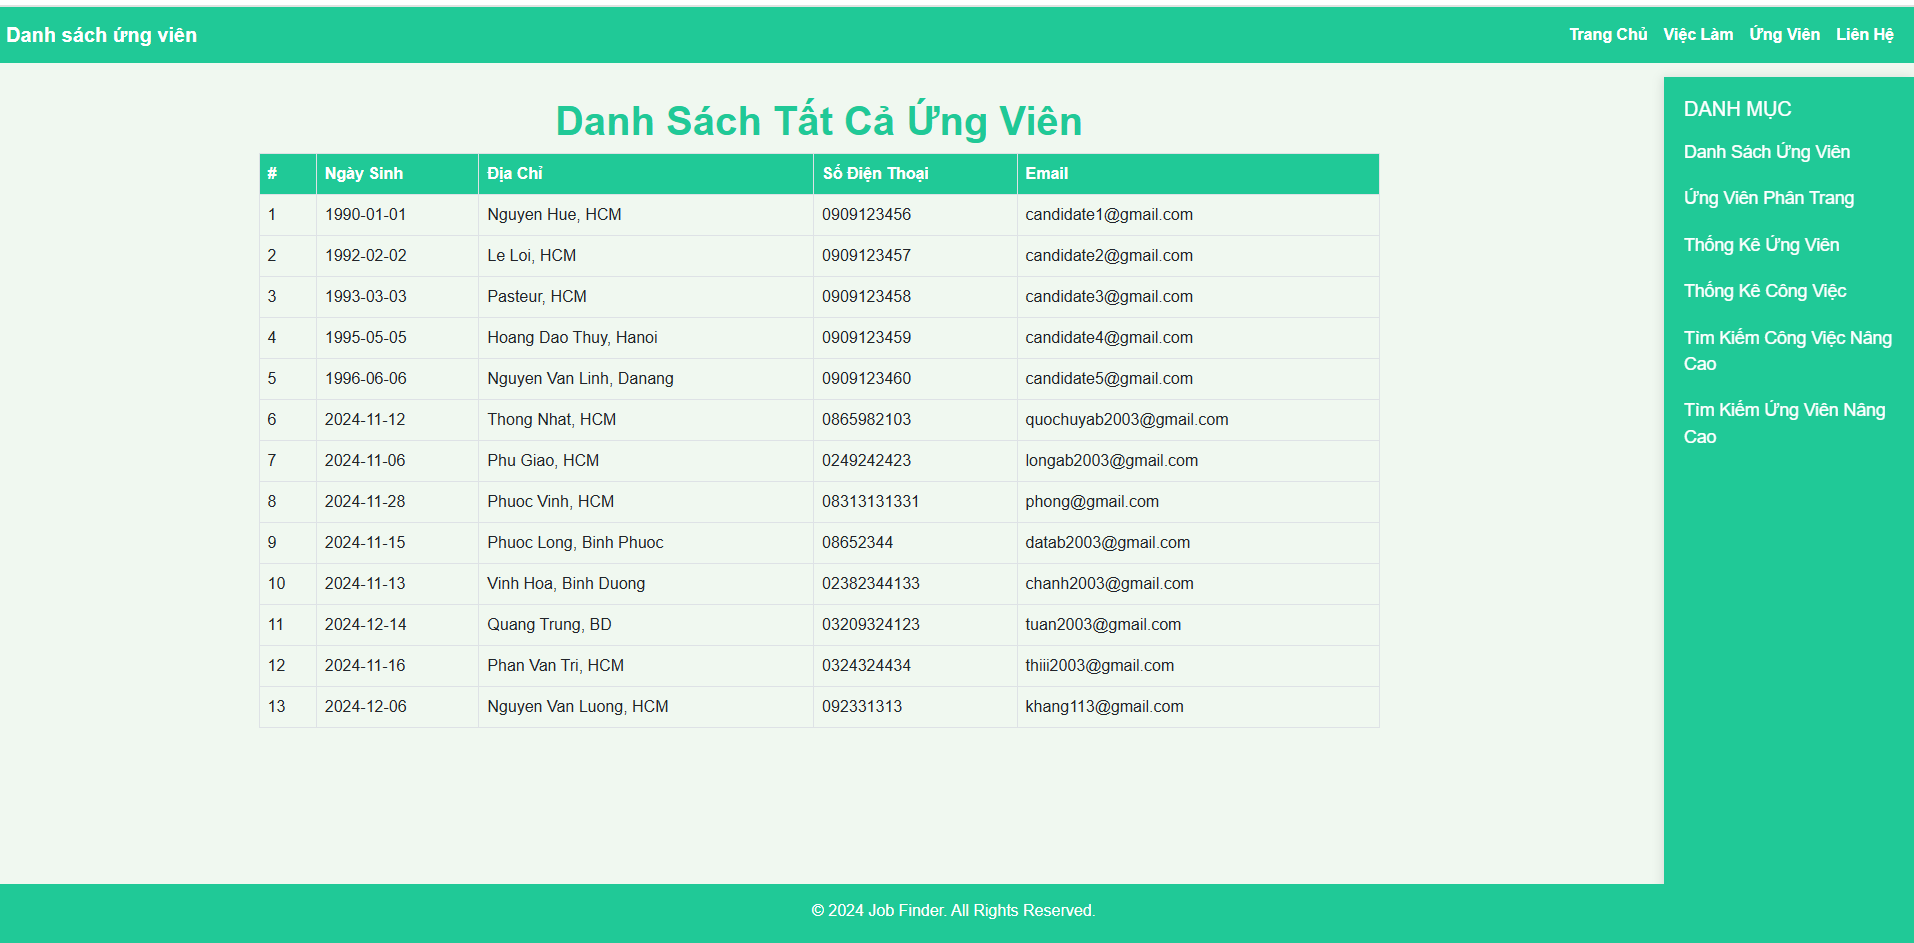 Danh sách ứng viên
Trang Chủ Việc Làm Ứng Viên Liên Hệ
Danh Sách Tất Cả Ứng Viên
# Ngày Sinh Địa Chỉ Số Điện Thoại Email
1 1990-01-01 Nguyen Hue, HCM 0909123456 candidate1@gmail.com
2 1992-02-02 Le Loi, HCM 0909123457 candidate2@gmail.com
3 1993-03-03 Pasteur, HCM 0909123458 candidate3@gmail.com
4 1995-05-05 Hoang Dao Thuy, Hanoi 0909123459 candidate4@gmail.com
5 1996-06-06 Nguyen Van Linh, Danang 0909123460 candidate5@gmail.com
6 2024-11-12 Thong Nhat, HCM 0865982103 quochuyab2003@gmail.com
7 2024-11-06 Phu Giao, HCM 0249242423 longab2003@gmail.com
8 2024-11-28 Phuoc Vinh, HCM 08313131331 phong@gmail.com
9 2024-11-15 Phuoc Long, Binh Phuoc 08652344 datab2003@gmail.com
10 2024-11-13 Vinh Hoa, Binh Duong 02382344133 chanh2003@gmail.com
11 2024-12-14 Quang Trung, BD 03209324123 tuan2003@gmail.com
12 2024-11-16 Phan Van Tri, HCM 0324324434 thiii2003@gmail.com
13 2024-12-06 Nguyen Van Luong, HCM 092331313 khang113@gmail.com
DANH MỤC
Danh Sách Ứng Viên
Ứng Viên Phân Trang
Thống Kê Ứng Viên
Thống Kê Công Việc
Tìm Kiếm Công Việc Nâng
Cao
Tìm Kiếm Ứng Viên Nâng
Cao
© 2024 Job Finder. All Rights Reserved.